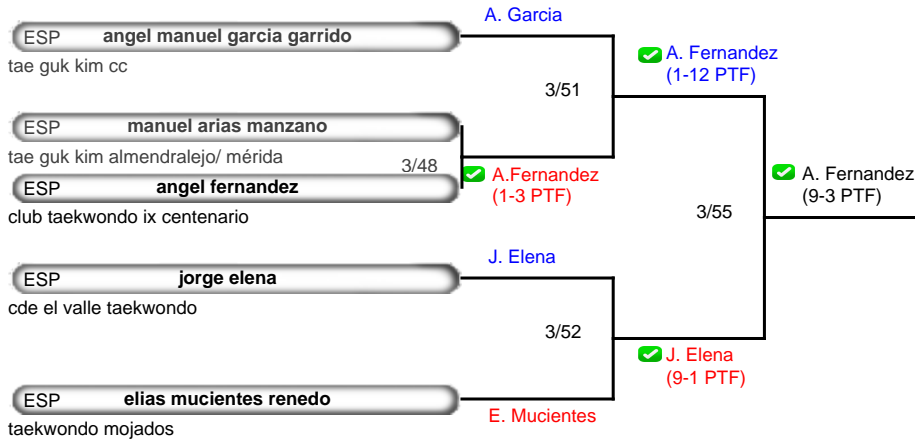 A. Garcia
ESP angel manuel garcia garrido
tae guk kim cc
A. Fernandez
(1-12 PTF)
3/51
ESP manuel arias manzano
tae guk kim almendralejo/ mérida
3/48
ESP angel fernandez
club taekwondo ix centenario
A.Fernandez
(1-3 PTF)
A. Fernandez
(9-3 PTF)
3/55
J. Elena
ESP jorge elena
cde el valle taekwondo
3/52
J. Elena
(9-1 PTF)
ESP elias mucientes renedo
taekwondo mojados
E. Mucientes